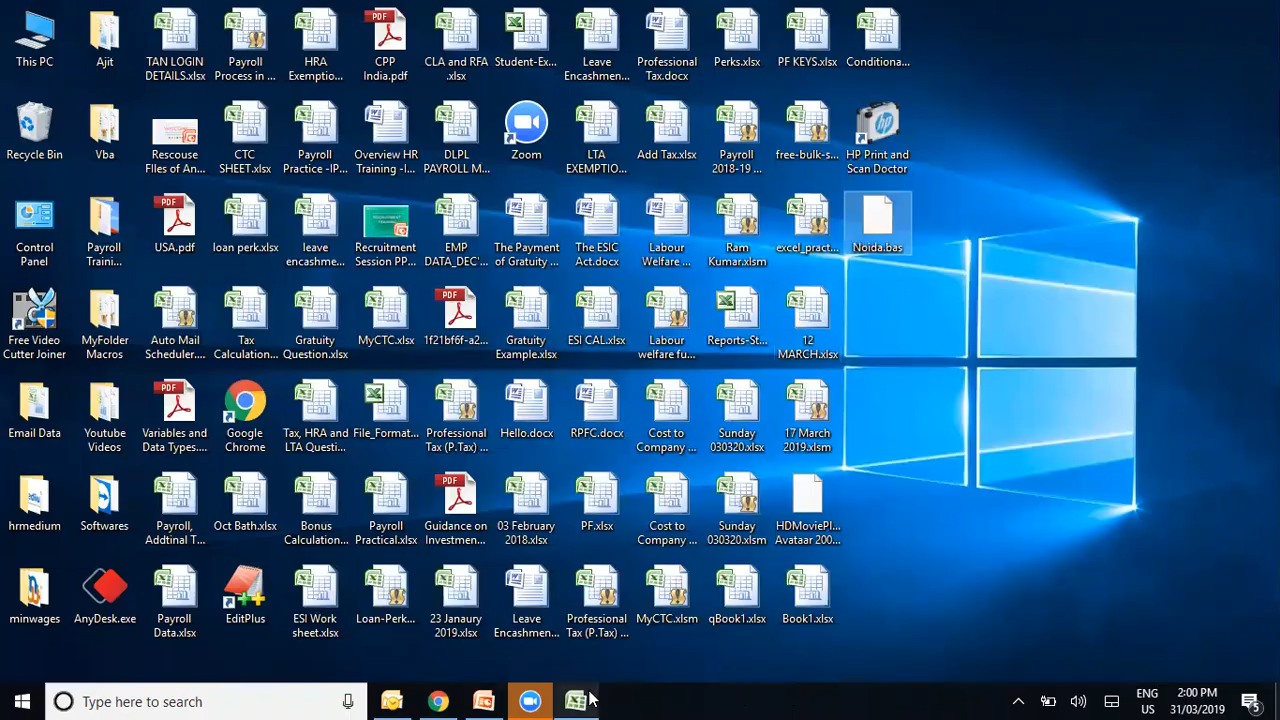 This PC
Ajit
TAN LOGIN
DETAILS.xlsx
Payroll
Process in ...
HRA
Exemptio...
CPP
India.pdf
CLA and RFA
.xlsx
Student-Ex...
Leave
Encashme...
Professional
Tax.docx
Perks.xlsx
PF KEYS.xlsx
Conditiona...
Recycle Bin
Vba
Rescouse
FIles of An...
CTC
SHEET.xlsx
Payroll
Practice -IP...
Overview HR
Training -I...
DLPL
PAYROLL M...
Zoom
LTA
EXEMPTIO...
Add Tax.xlsx
Payroll
2018-19 ...
free-bulk-s...
HP Print and
Scan Doctor
Control
Panel
Payroll
Traini...
USA.pdf
loan perk.xlsx
leave
encashme...
Recruitment
Session PP...
EMP
DATA_DEC'...
The Payment
of Gratuity ...
The ESIC
Act.docx
Labour
Welfare ...
Ram
Kumar.xlsm
excel_pract...
Noida.bas
Free Video
Cutter Joiner
MyFolder
Macros
Auto Mail
Scheduler....
Tax
Calculation...
Gratuity
Question.xlsx
MyCTC.xlsx
1f21bf6f-a2...
Gratuity
Example.xlsx
ESI CAL.xlsx
Labour
welfare fu...
Reports-St...
12
MARCH.xlsx
Email Data
Youtube
Videos
Variables and
Data Types....
Google
Chrome
Tax, HRA and
LTA Questi...
File_Format...
Professional
Tax (P.Tax) ...
Hello.docx
RPFC.docx
Cost to
Company ...
Sunday
030320.xlsx
17 March
2019.xlsm
hrmedium
Softwares
Payroll,
Addtinal T...
Oct Bath.xlsx
Bonus
Calculation...
Payroll
Practical.xlsx
Guidance on
Investmen...
03 February
2018.xlsx
PF.xlsx
Cost to
Company ...
Sunday
030320.xlsm
HDMoviePl...
Avataar 200...
minwages
AnyDesk.exe
Payroll
Data.xlsx
EditPlus
ESI Work
sheet.xlsx
Loan-Perk...
23 Janaury
2019.xlsx
Leave
Encashmen...
Professional
Tax (P.Tax) ...
MyCTC.xlsm
qBook1.xlsx
Book1.xlsx
Type here to search
ENG
2:00 PM
31/03/2019
5